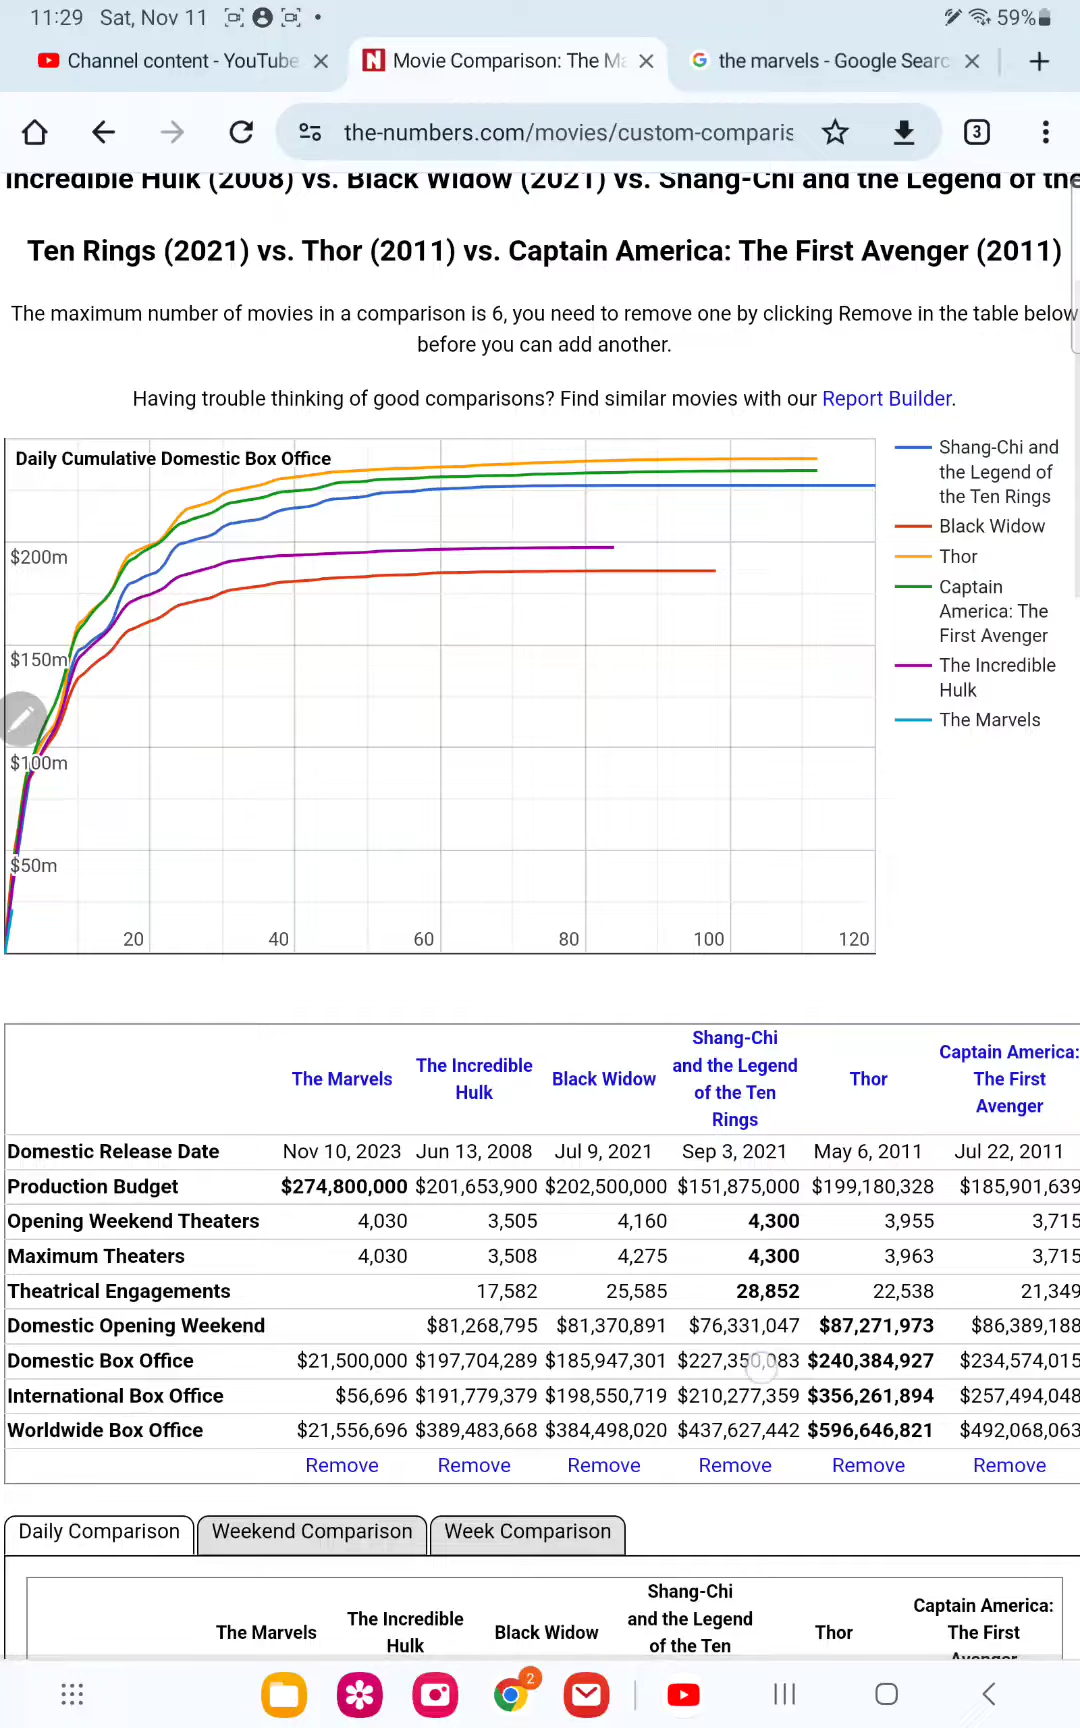 11:29 Sat, Nov 11
59%
Channel content - YouTube
Movie Comparison: The Ma
the marvels - Google Searc
the-numbers.com/movies/custom-comparis
3
Incredible Hulk (2008) vs. Black Widow (2021) vs. Shang-Chi and the Legend of the
Ten Rings (2021) vs. Thor (2011) vs. Captain America: The First Avenger (2011)
The maximum number of movies in a comparison is 6, you need to remove one by clicking Remove in the table below
before you can add another.
Having trouble thinking of good comparisons? Find similar movies with our Report Builder.
Daily Cumulative Domestic Box Office
$200m
$150m
$100m
$50m
20 40 60 80 100 120
Shang-Chi and
the Legend of
the Ten Rings
Black Widow
Thor
Captain
America: The
First Avenger
The Incredible
Hulk
The Marvels
The Marvels
The Incredible
Hulk
Black Widow
Shang-Chi
and the Legend
of the Ten
Rings
Thor
Captain America:
The First
Avenger
Domestic Release Date Nov 10, 2023 Jun 13, 2008 Jul 9, 2021 Sep 3, 2021 May 6, 2011 Jul 22, 2011
Production Budget $274,800,000 $201,653,900 $202,500,000 $151,875,000 $199,180,328 $185,901,639
Opening Weekend Theaters 4,030 3,505 4,160 4,300 3,955 3,715
Maximum Theaters 4,030 3,508 4,275 4,300 3,963 3,715
Theatrical Engagements 17,582 25,585 28,852 22,538 21,349
Domestic Opening Weekend $81,268,795 $81,370,891 $76,331,047 $87,271,973 $86,389,188
Domestic Box Office $21,500,000 $197,704,289 $185,947,301 $227,350,083 $240,384,927 $234,574,015
International Box Office $56,696 $191,779,379 $198,550,719 $210,277,359 $356,261,894 $257,494,048
Worldwide Box Office $21,556,696 $389,483,668 $384,498,020 $437,627,442 $596,646,821 $492,068,063
Remove Remove Remove Remove Remove Remove
Daily Comparison Weekend Comparison Week Comparison
The Marvels
The Incredible
Hulk
Black Widow
Shang-Chi
and the Legend
of the Ten
Thor
Captain America:
The First
Avenger
2